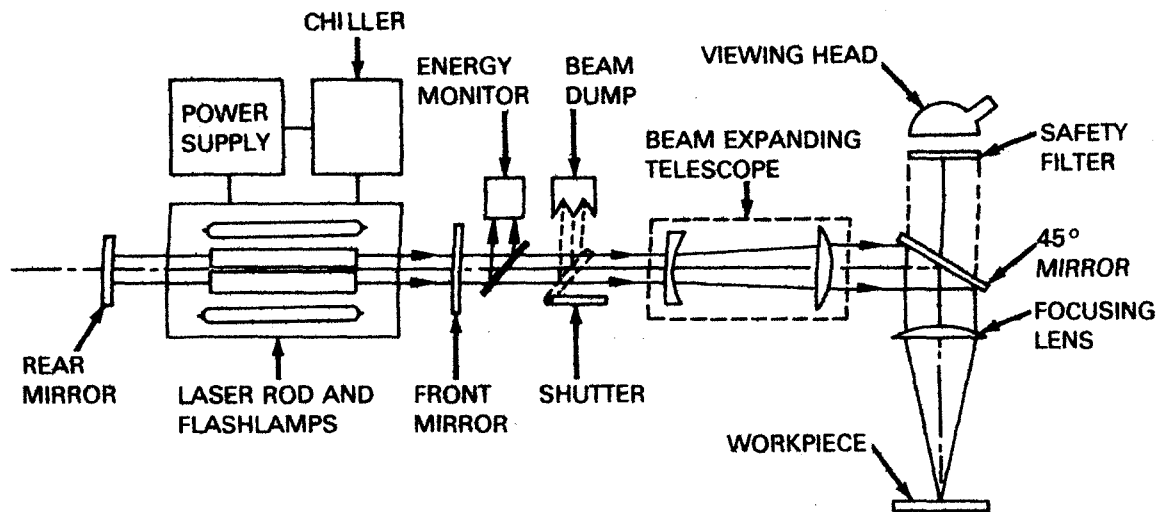 CHILLER
POWER
SUPPLY
ENERGY
MONITOR
BEAM
DUMP
VIEWING HEAD
SAFETY
FILTER
BEAM EXPANDING
TELESCOPE
45°
MIRROR
FOCUSING
LENS
REAR
MIRROR
LASER ROD AND
FLASHLAMPS
FRONT
MIRROR
SHUTTER
WORKPIECE